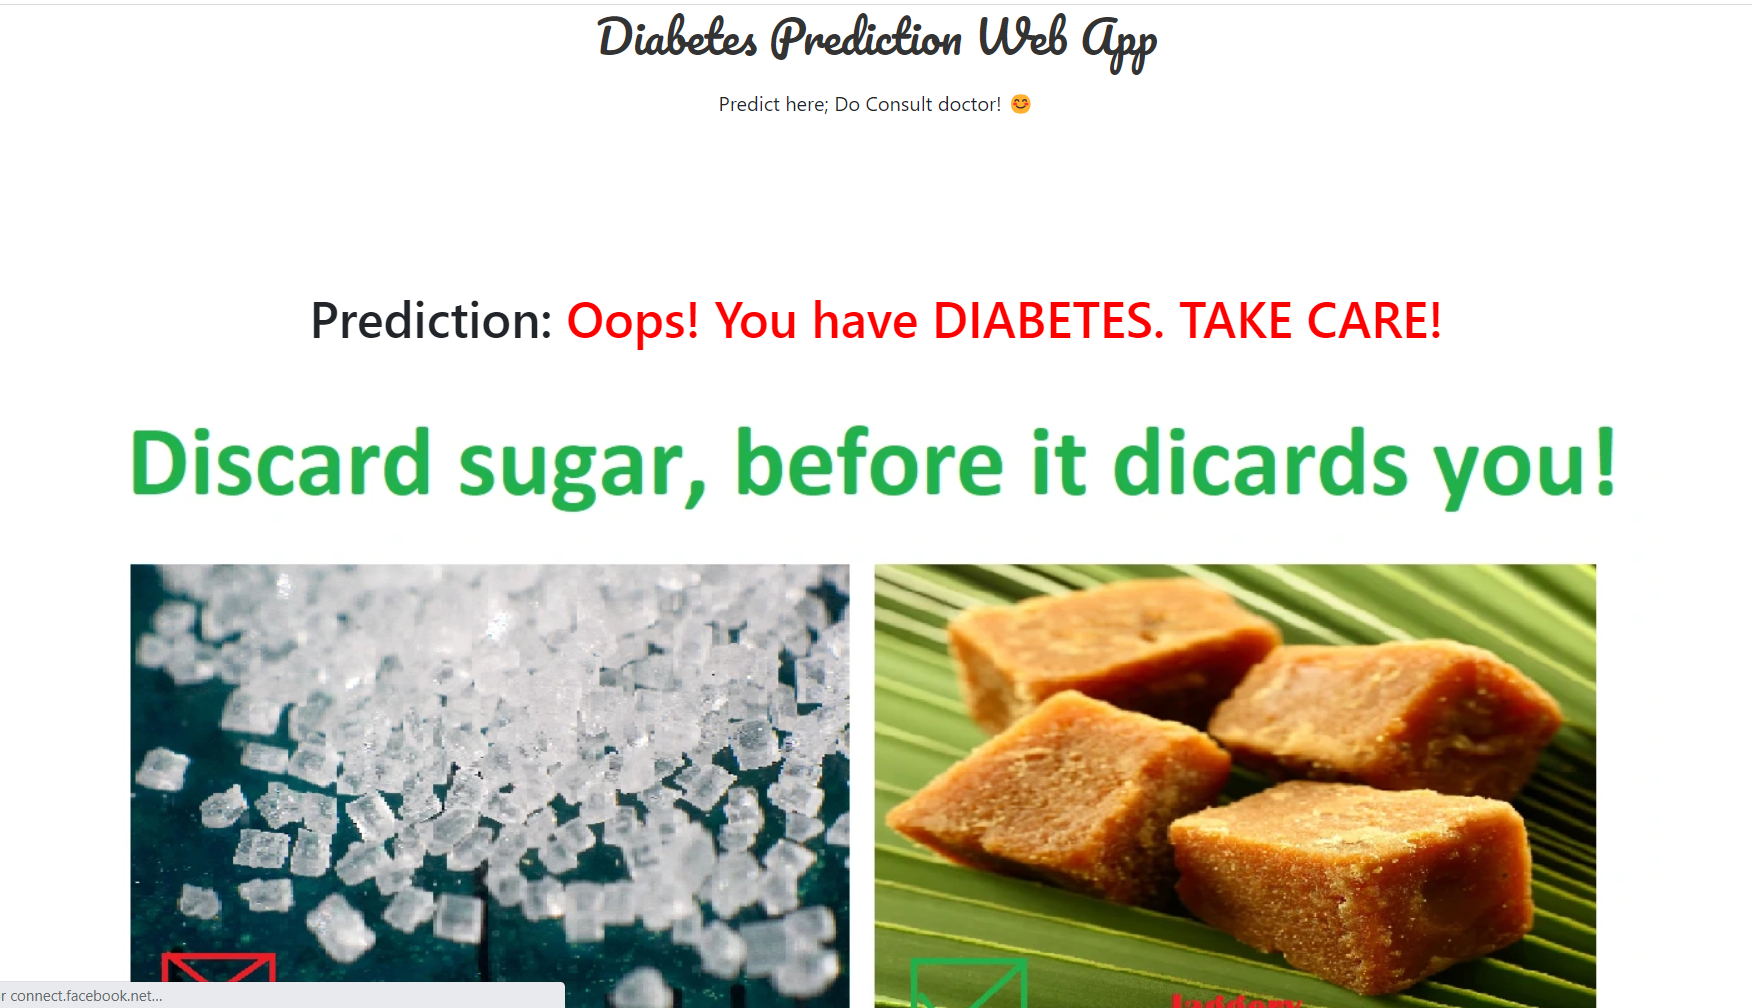 Diabetes Prediction Web App
Predict here; Do Consult doctor! 😊
Prediction: Oops! You have DIABETES. TAKE CARE!
Discard sugar, before it dicards you!
r connect.facebook.net...